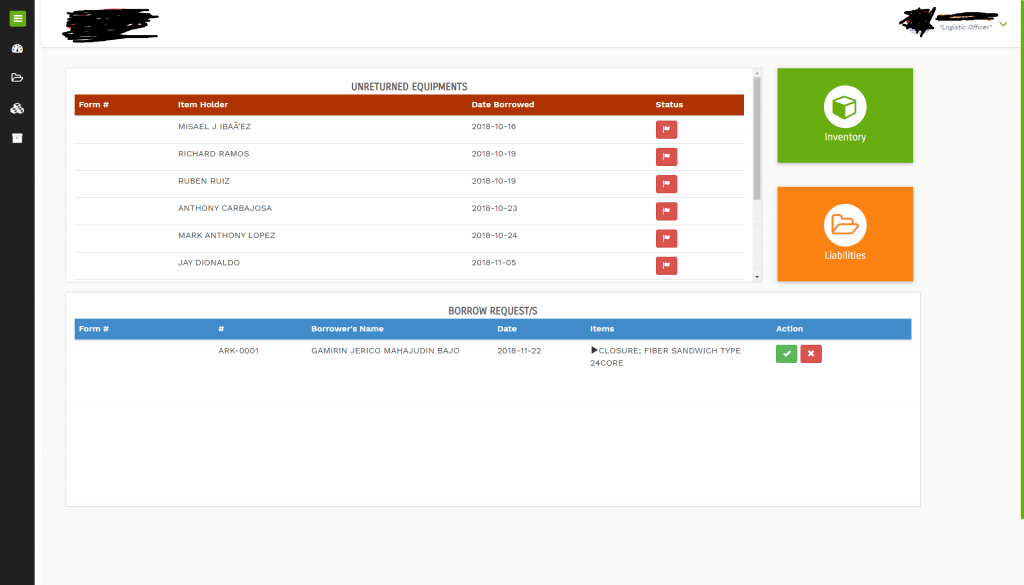 "Logistic Officer"
UNRETURNED EQUIPMENTS
Form # Item Holder Date Borrowed Status
MISAEL J IBAÃ'EZ 2018-10-16
RICHARD RAMOS 2018-10-19
RUBEN RUIZ 2018-10-19
ANTHONY CARBAJOSA 2018-10-23
MARK ANTHONY LOPEZ 2018-10-24
JAY DIONALDO 2018-11-05
Inventory
Liabilities
BORROW REQUEST/S
Form # # Borrower's Name Date Items Action
ARK-0001 GAMIRIN JERICO MAHAJUDIN BAJO 2018-11-22 CLOSURE; FIBER SANDWICH TYPE
24CORE